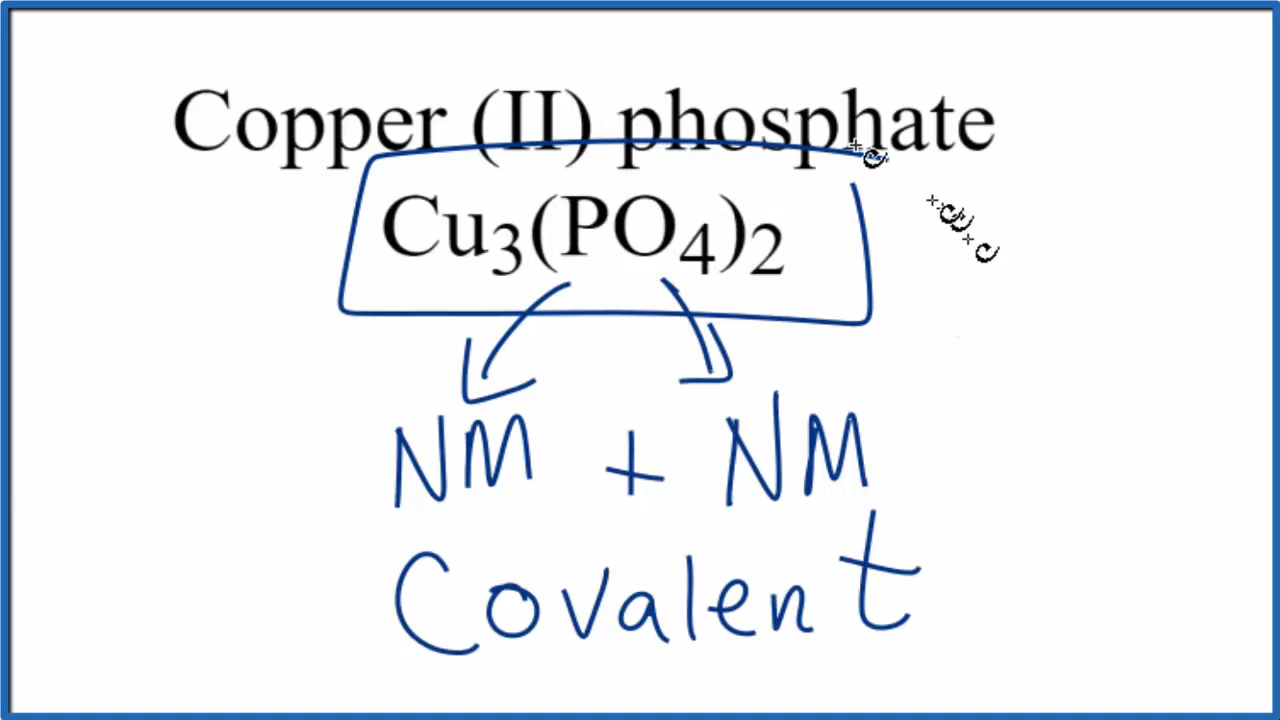 Copper (II) phosphate
Cu₃(PO₄)₂
NM + NM
Covalent